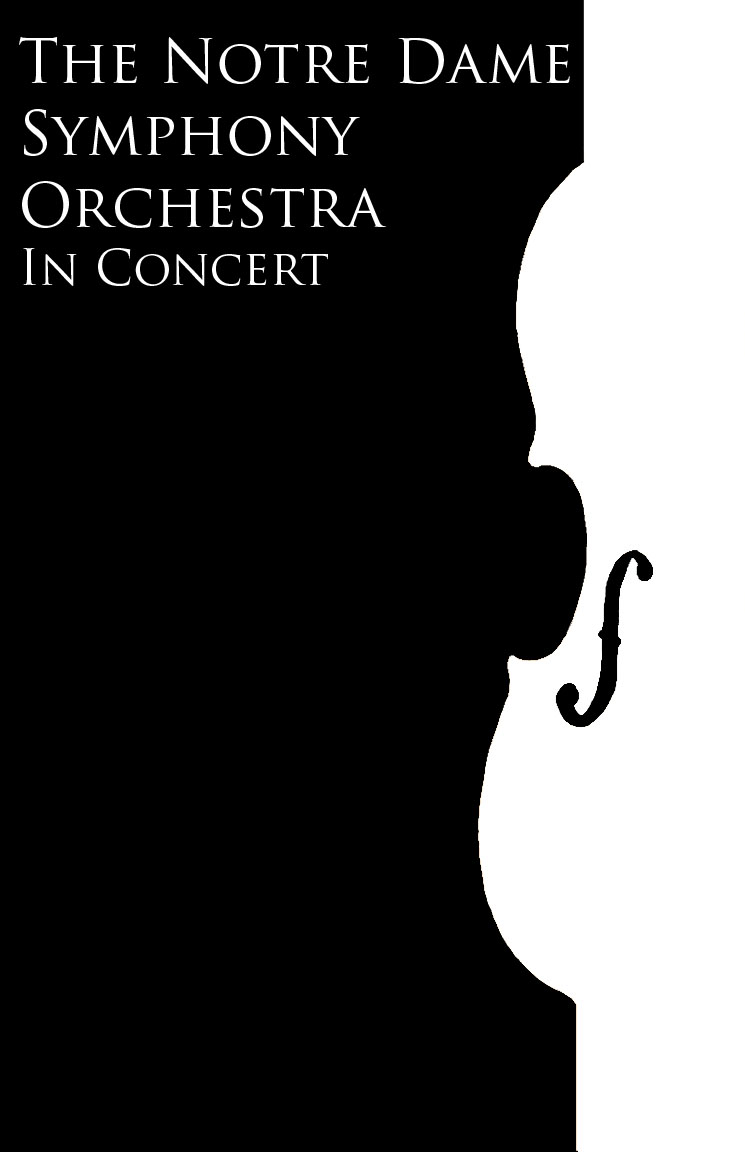 The Notre Dame
Symphony
Orchestra
In Concert